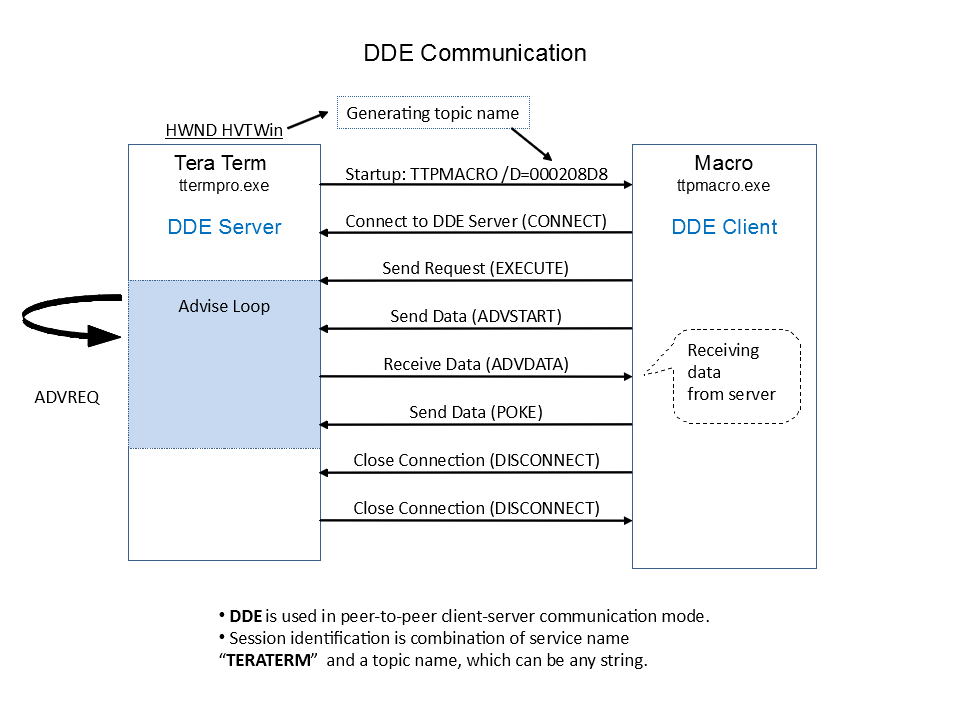 DDE Communication
Generating topic name
HWND HVTWin
Tera Term
ttermpro.exe
DDE Server
Startup: TTPMACRO /D=000208D8
Macro
ttpmacro.exe
DDE Client
Connect to DDE Server (CONNECT)
Send Request (EXECUTE)
Advise Loop
Send Data (ADVSTART)
Receiving
data
from server
Receive Data (ADVDATA)
ADVREQ
Send Data (POKE)
Close Connection (DISCONNECT)
Close Connection (DISCONNECT)
• DDE is used in peer-to-peer client-server communication mode.
• Session identification is combination of service name
“TERATERM” and a topic name, which can be any string.